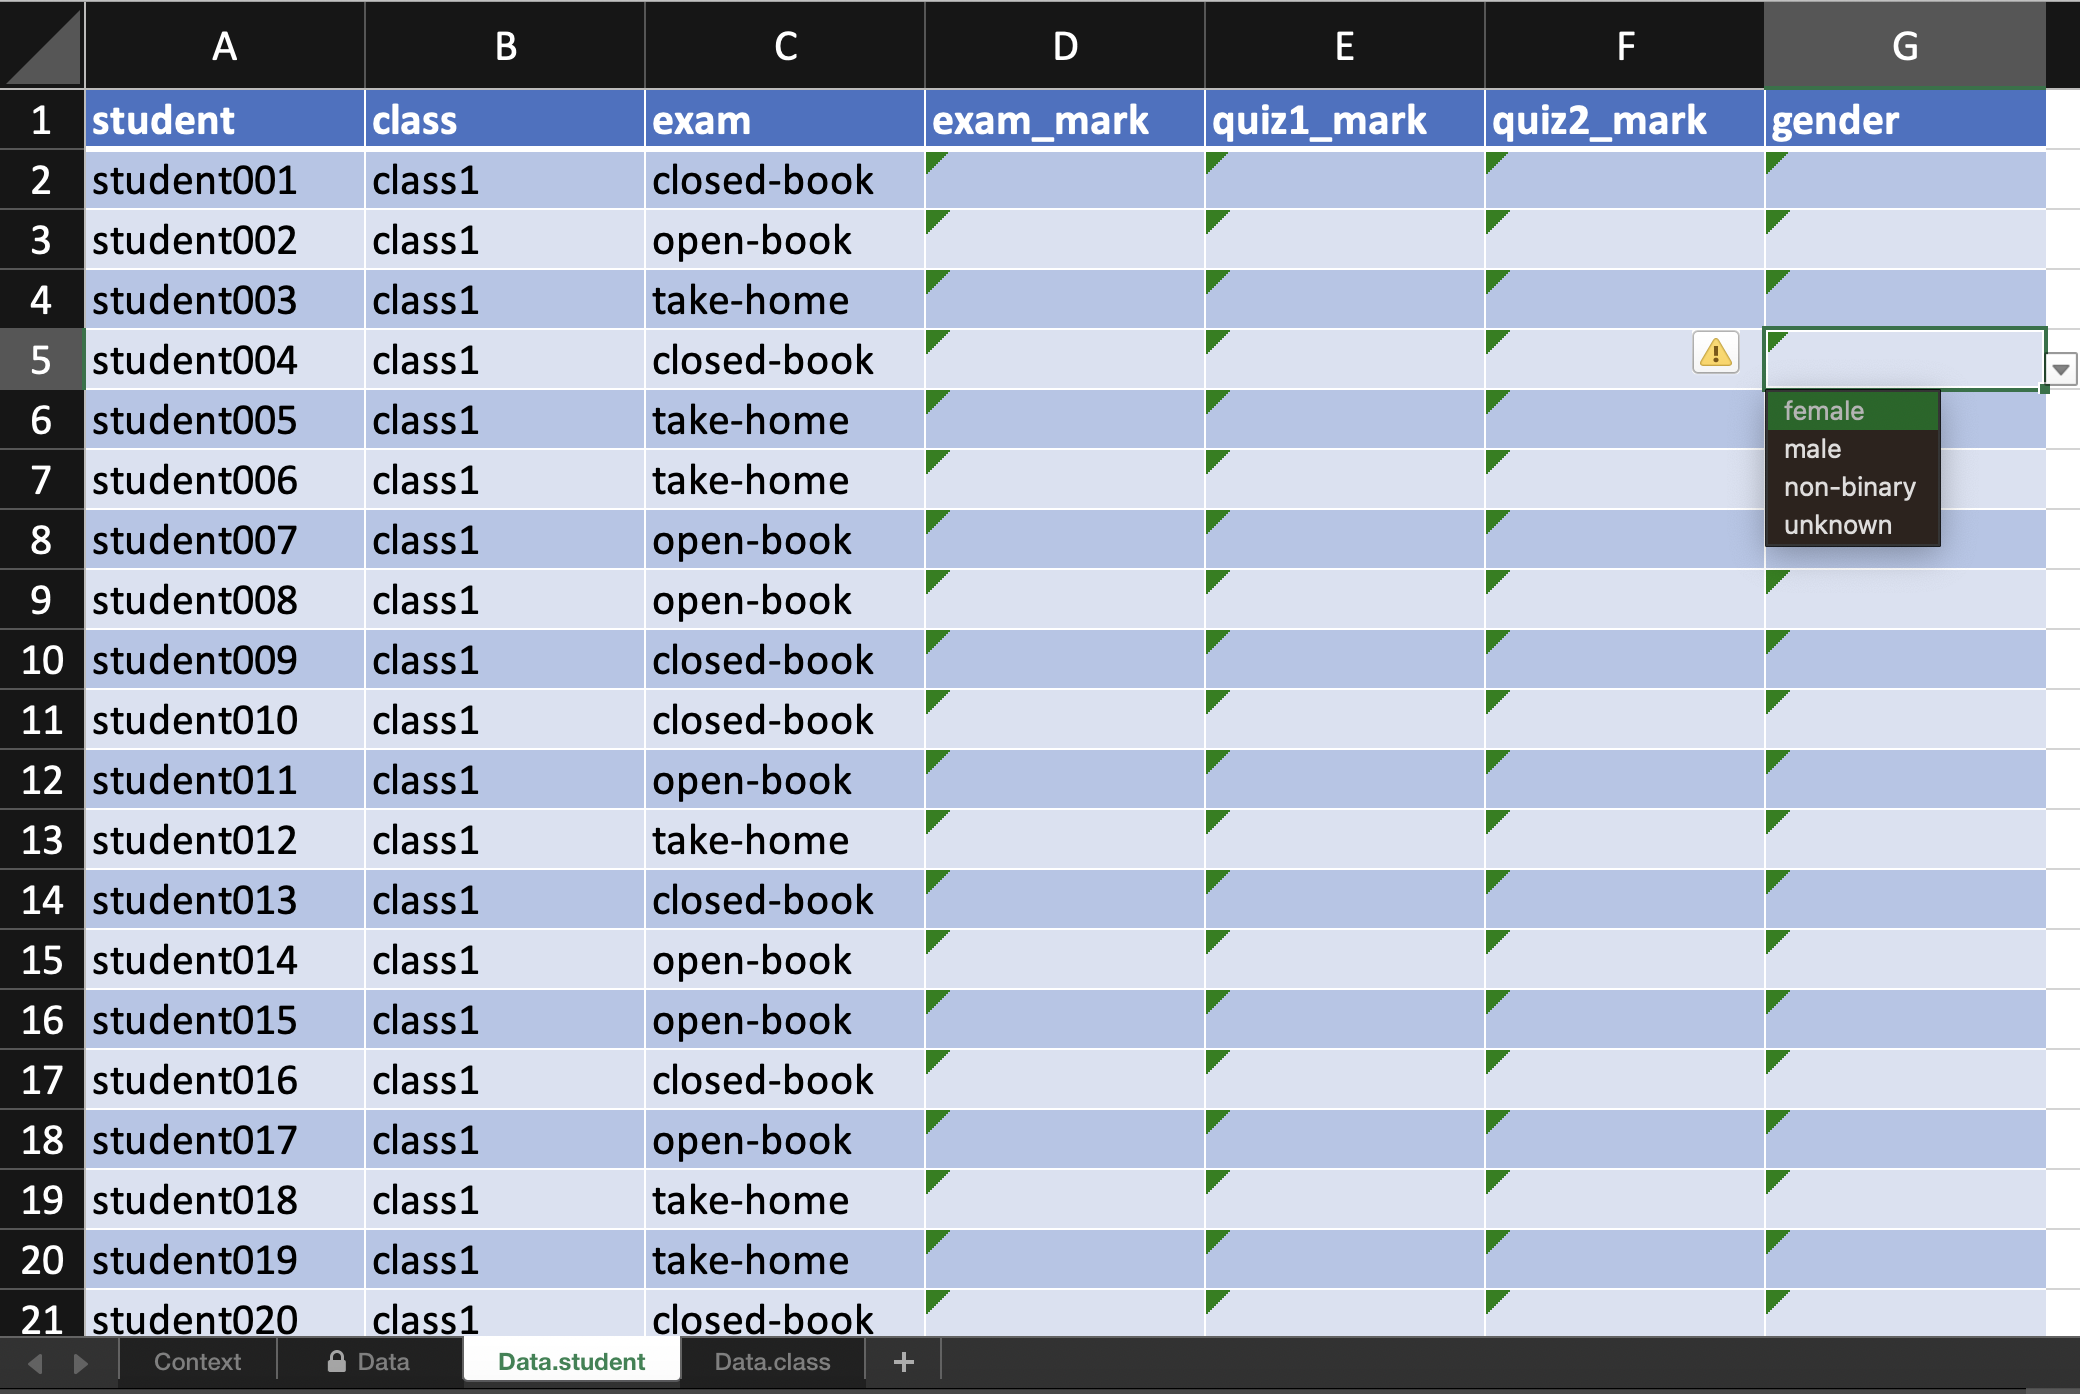 A B C D E F G
1 student class exam exam_mark quiz1_mark quiz2_mark gender
2 student001 class1 closed-book
3 student002 class1 open-book
4 student003 class1 take-home
5 student004 class1 closed-book
female
6 student005 class1 take-home
male
7 student006 class1 take-home
non-binary
unknown
8 student007 class1 open-book
9 student008 class1 open-book
10 student009 class1 closed-book
11 student010 class1 closed-book
12 student011 class1 open-book
13 student012 class1 take-home
14 student013 class1 closed-book
15 student014 class1 open-book
16 student015 class1 open-book
17 student016 class1 closed-book
18 student017 class1 open-book
19 student018 class1 take-home
20 student019 class1 take-home
21 student020 class1 closed-book
Context Data Data.student Data.class +